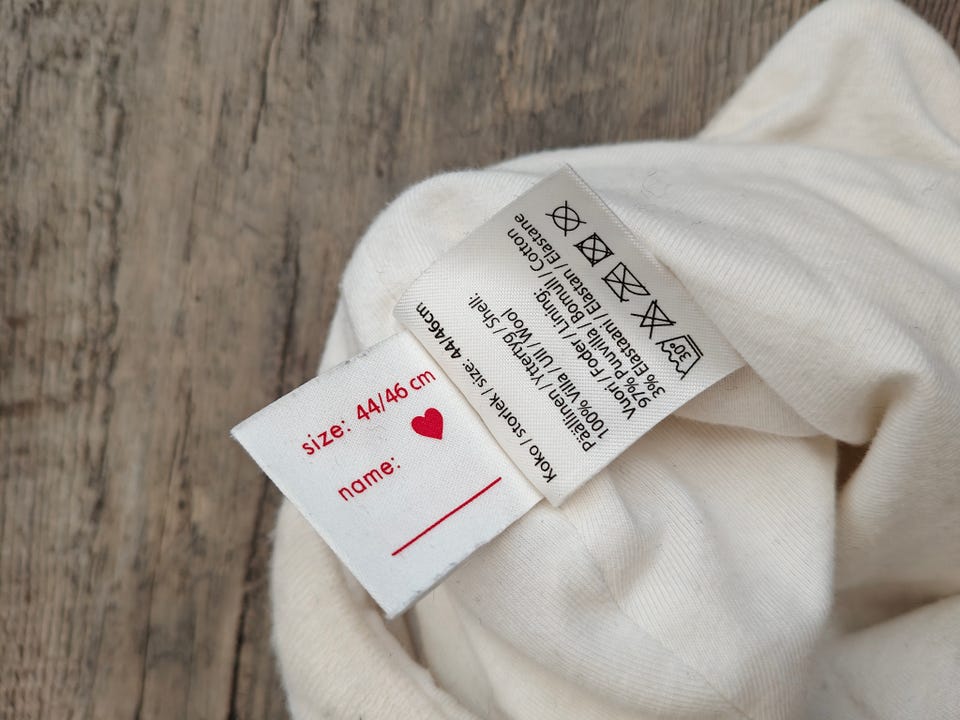 size: 44/46 cm
name:
Koko / storlek / size: 44/46cm
Päällinen / Yttertyg / Shell:
100% Villa / Ull / Wool
Vuori / Foder / Lining:
97% Puuvilla / Bomull / Cotton
3% Elastaani / Elastan / Elastane
30°